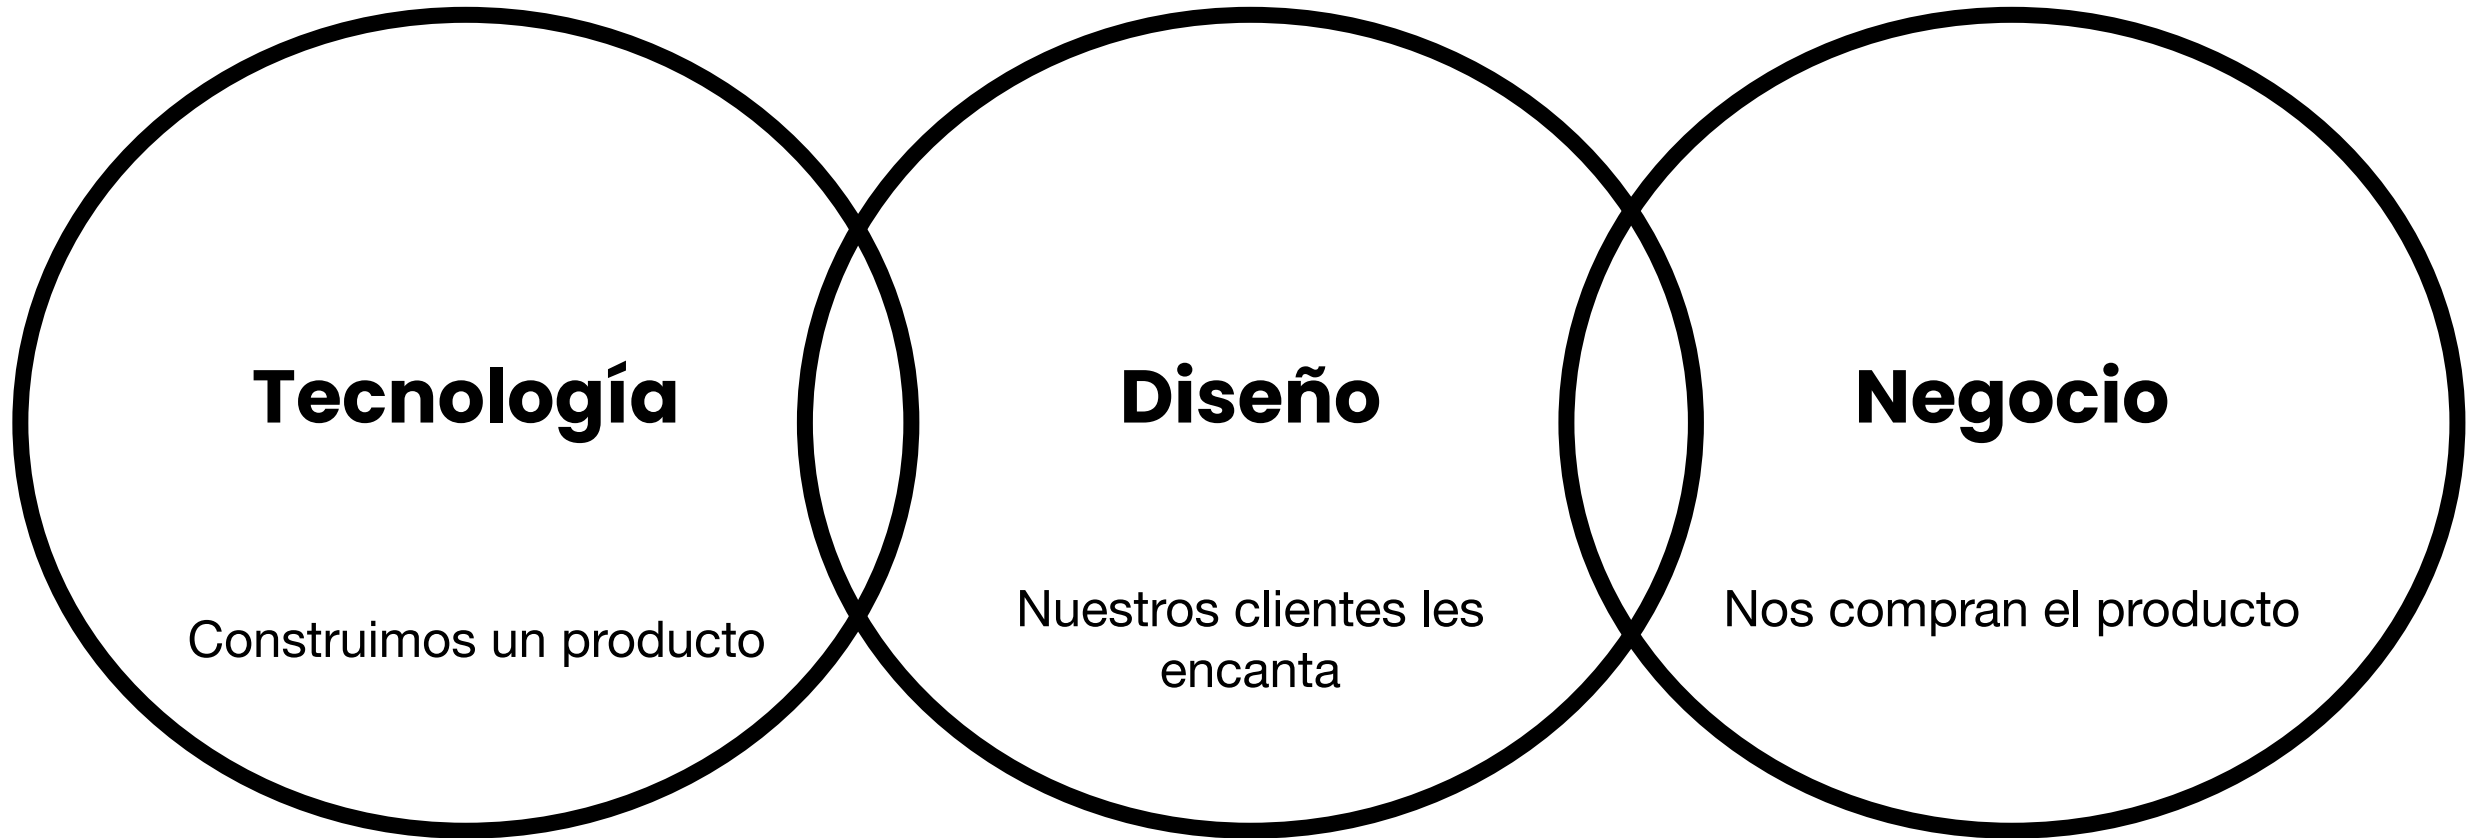 Tecnología
Construimos un producto
Diseño
Nuestros clientes les
encanta
Negocio
Nos compran el producto